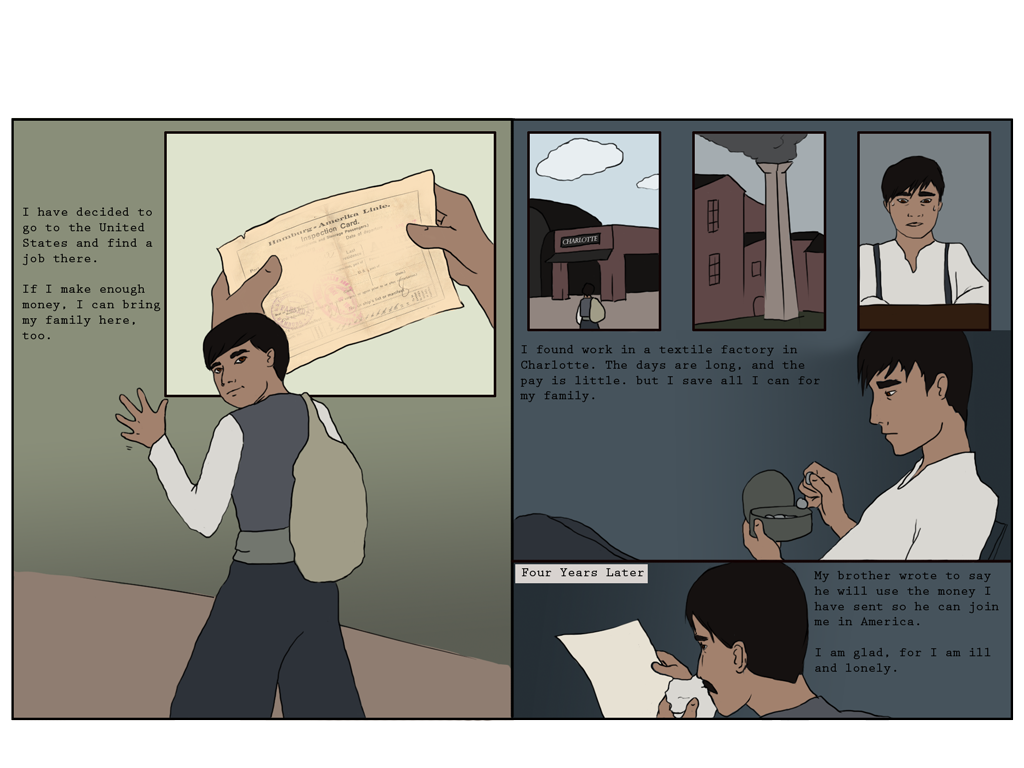 I have decided to
go to the United
States and find a
job there.
If I make enough
money, I can bring
my family here,
too.
Hamburg-Amerika Linie.
Inspection Card.
CHARLOTTE
I found work in a textile factory in
Charlotte. The days are long, and the
pay is little. but I save all I can for
my family.
Four Years Later
My brother wrote to say
he will use the money I
have sent so he can join
me in America.
I am glad, for I am ill
and lonely.